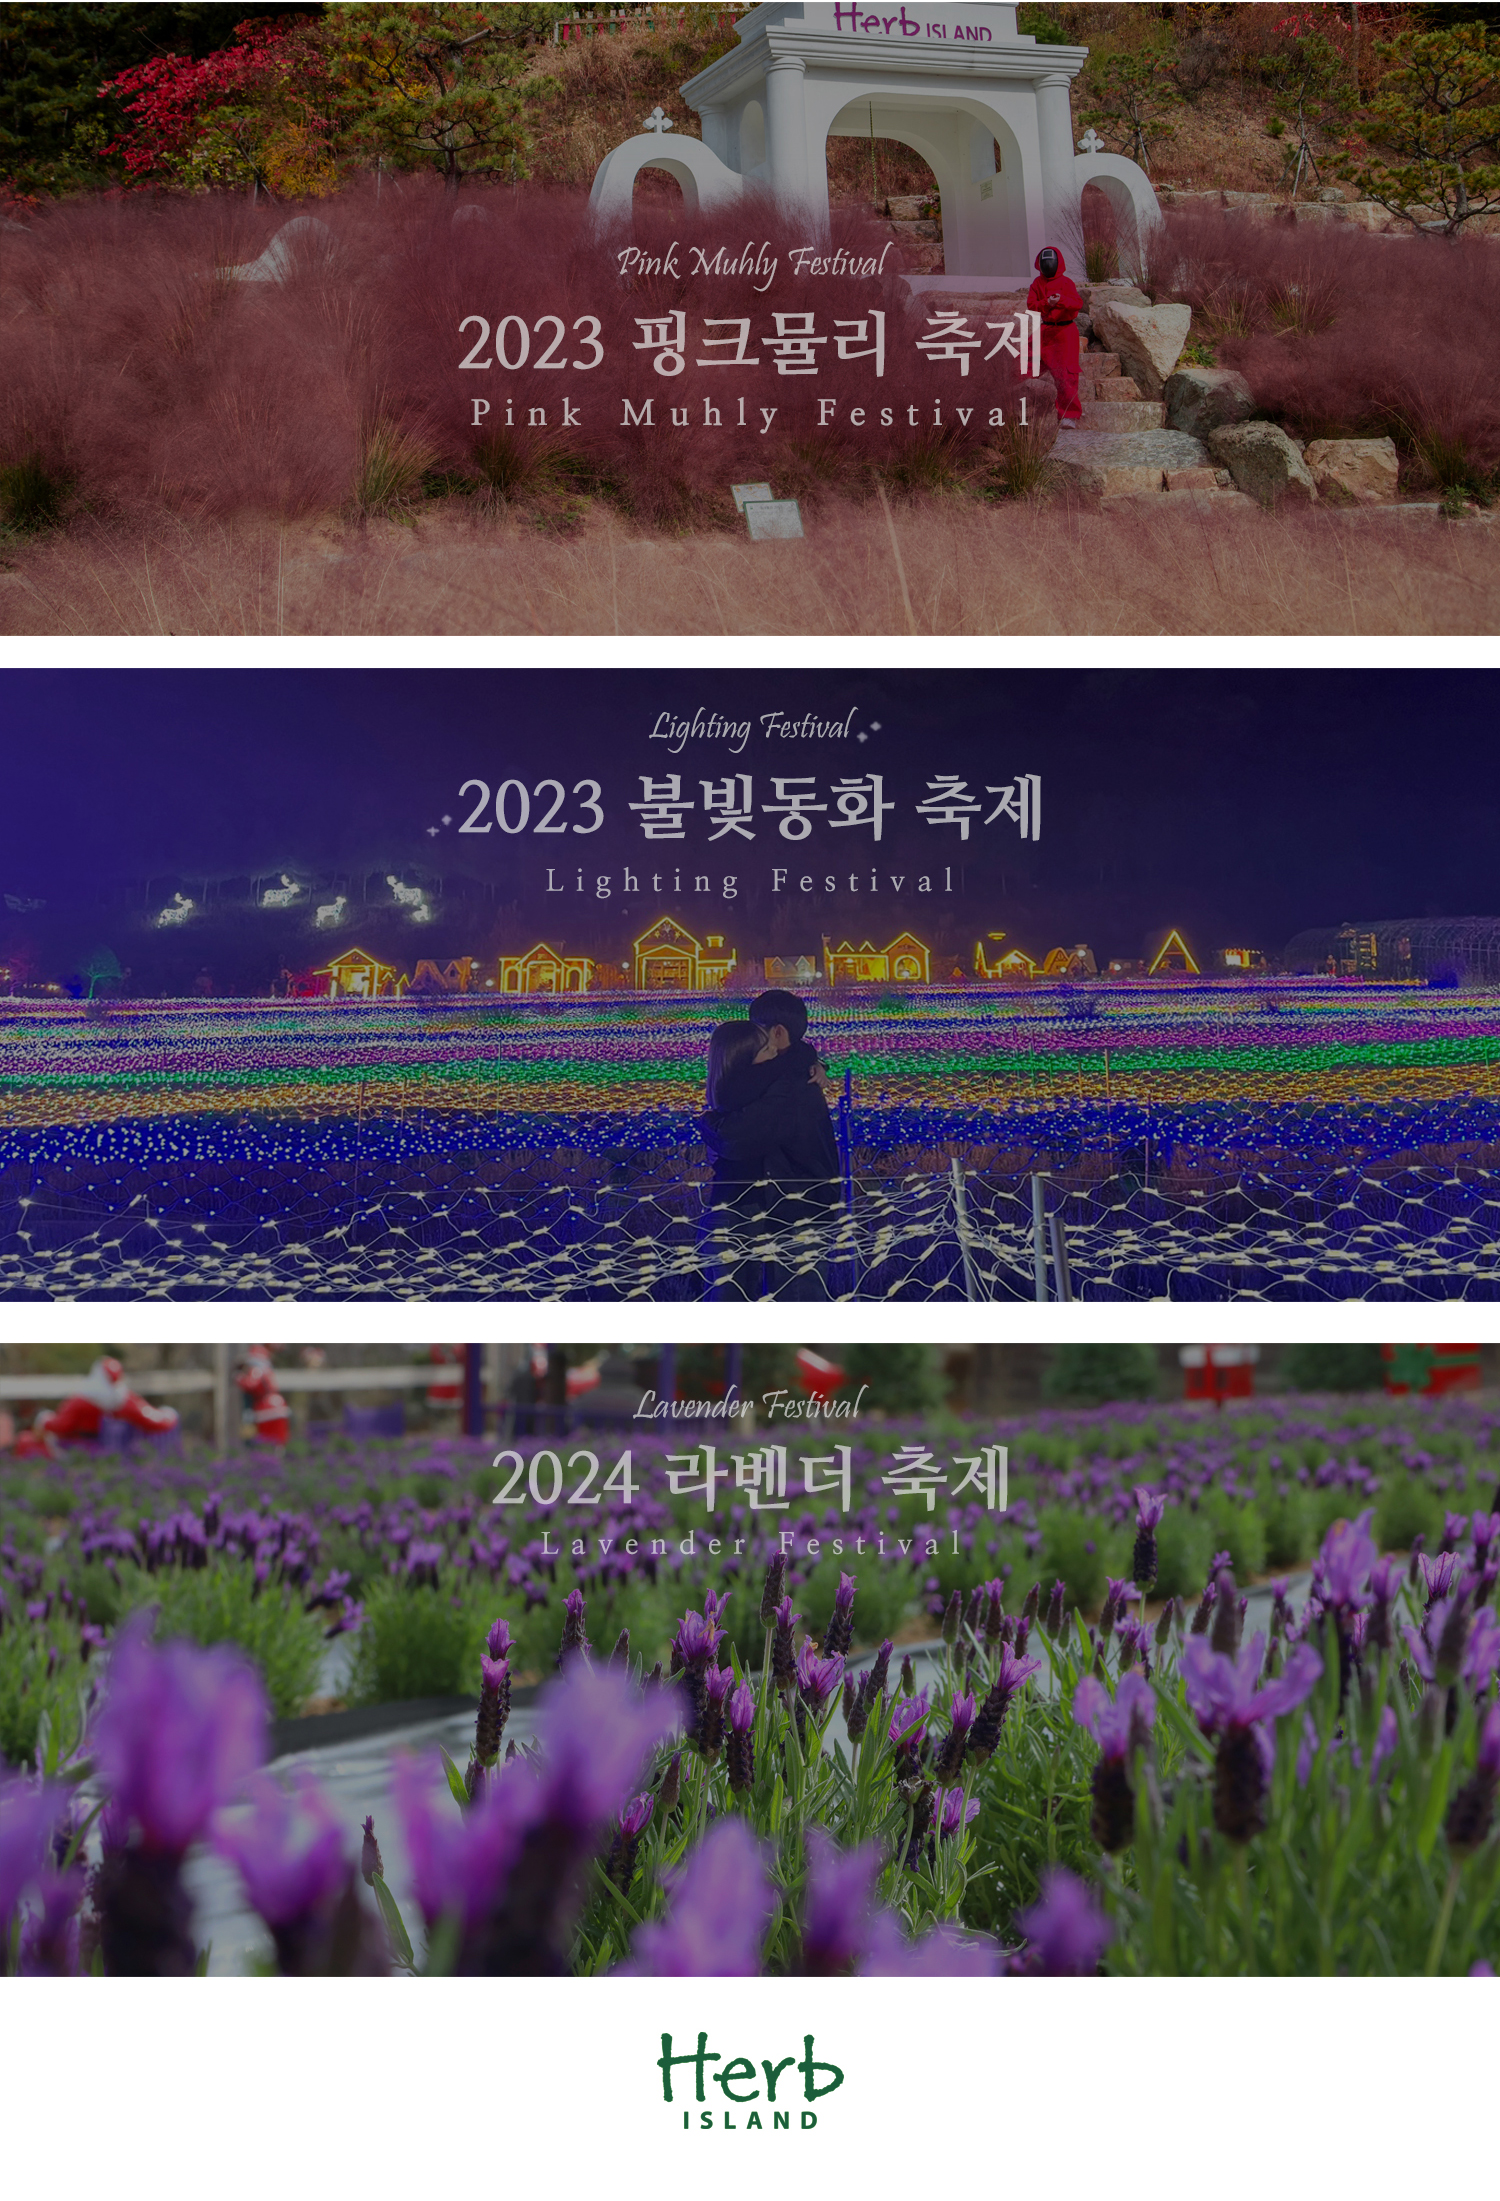 Herb ISLAND
Pink Muhly Festival
2023 핑크뮬리 축제
Pink Muhly Festival
Lighting Festival
2023 불빛동화 축제
Lighting Festival
Lavender Festival
2024 라벤더 축제
Lavender Festival
Herb
ISLAND